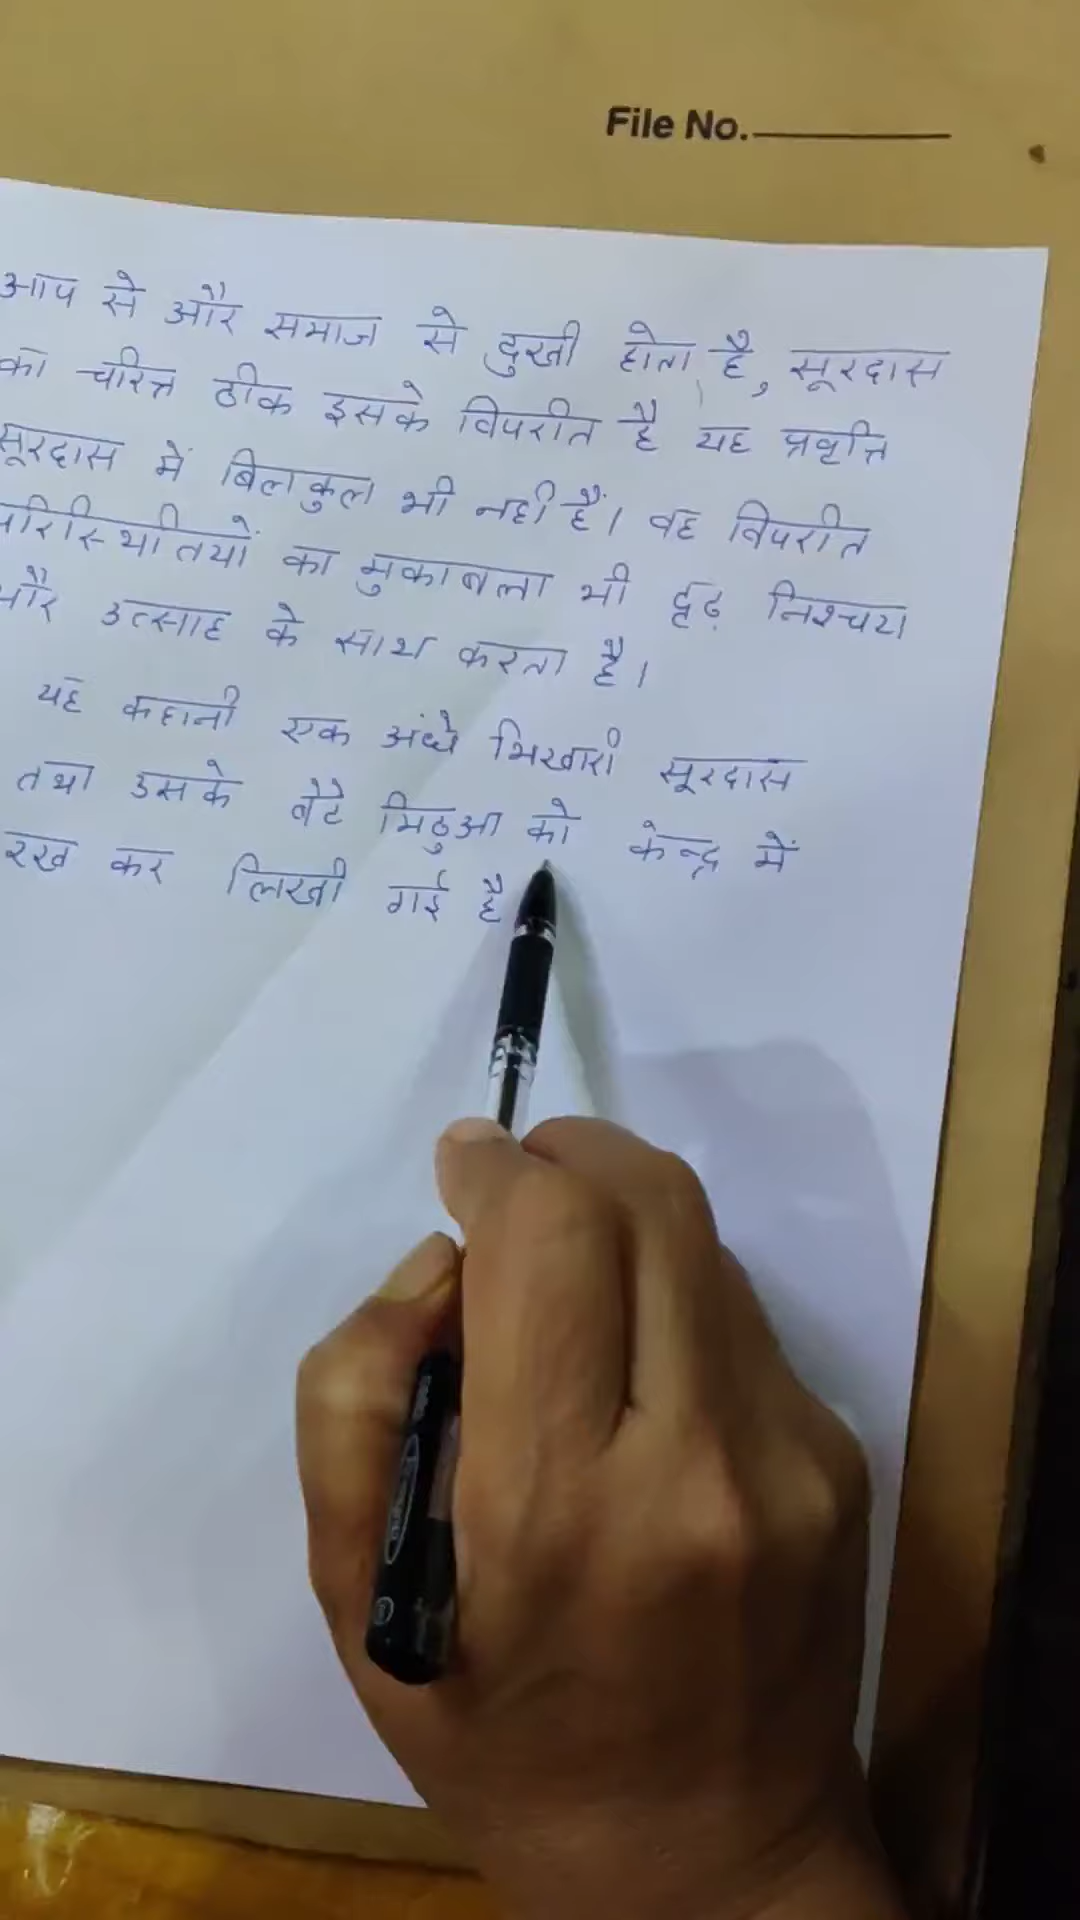 File No.
आप से और समाज से दुखी होता है, सूरदास
का चरित्र ठीक इसके विपरीत है यह प्रवृत्ति
सूरदास में बिलकुल भी नहीं है। वह विपरीत
परिस्थितियों का मुकाबला भी दृढ़ निश्चय
और उत्साह के साथ करता है।
यह कहानी एक अंधे भिखारी सूरदास
तथा उसके बेटे मिठुआ को केन्द्र में
रख कर लिखी गई है